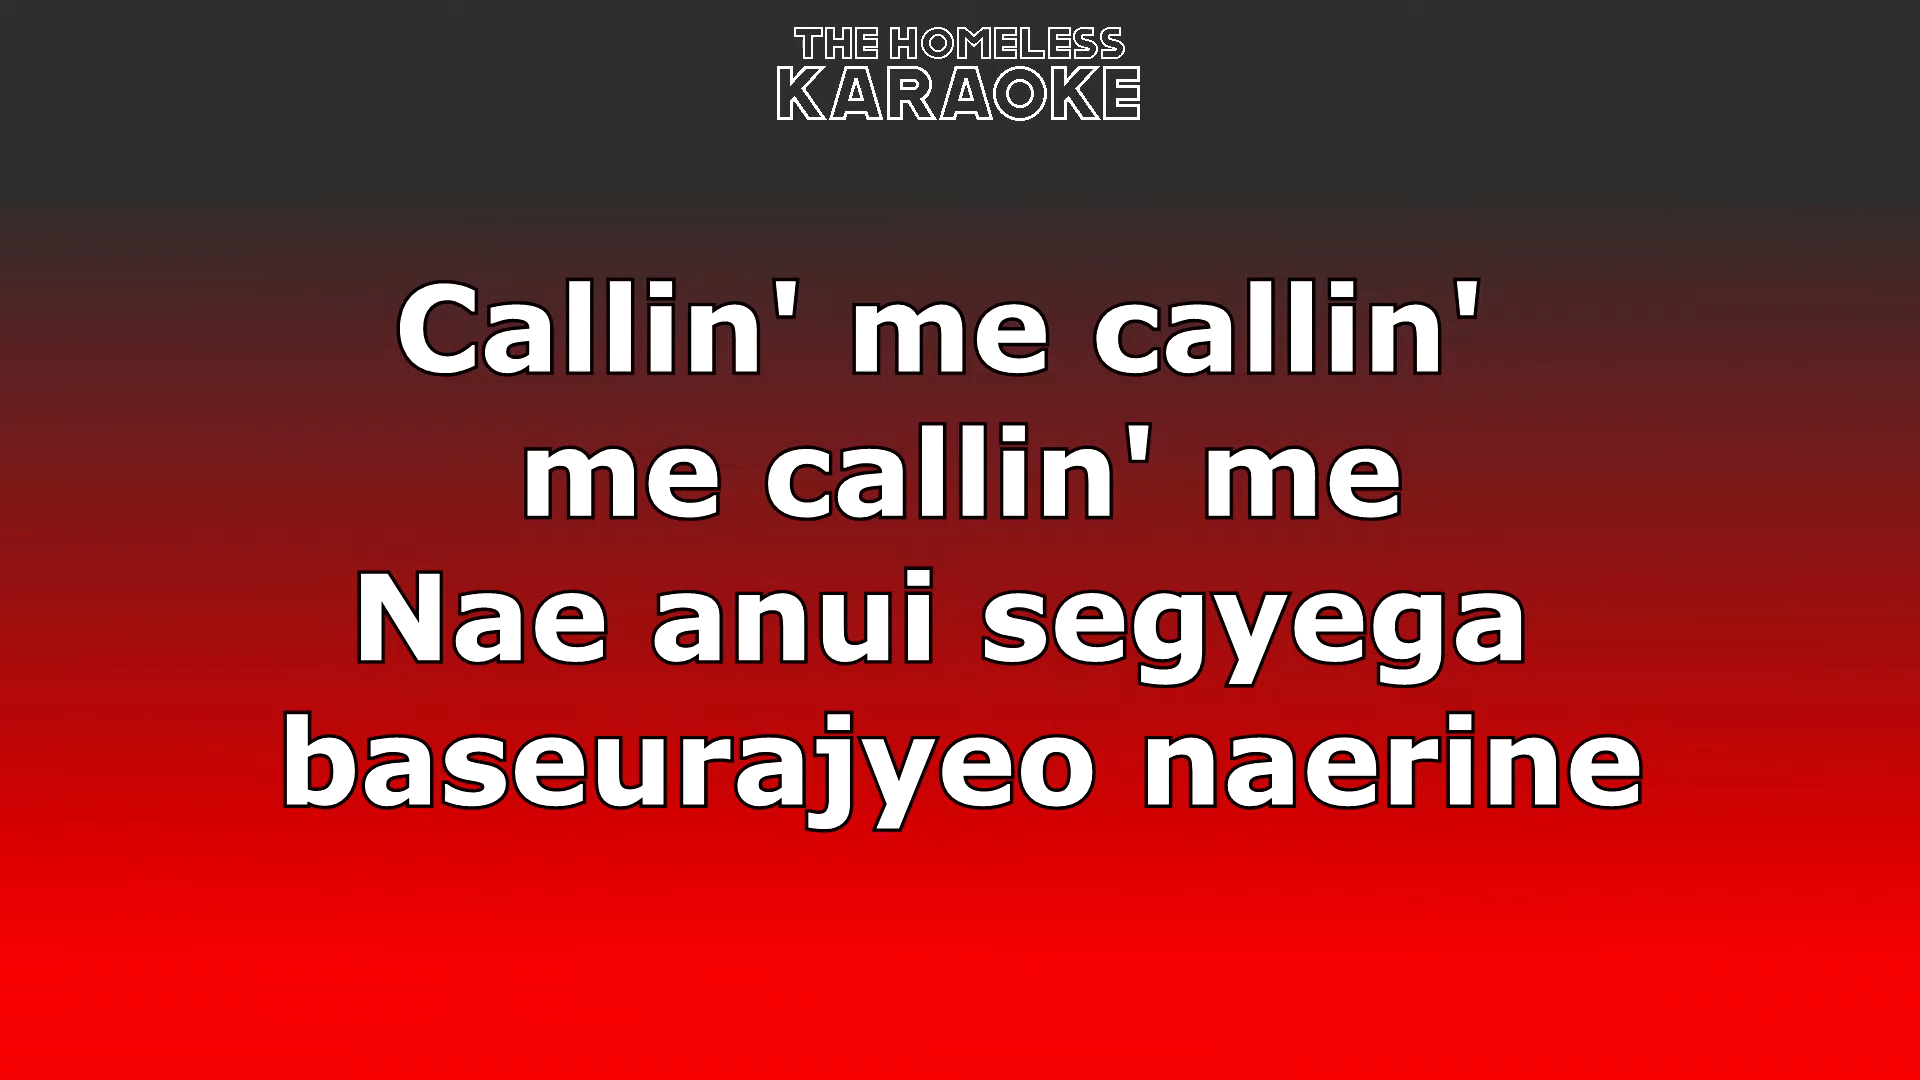 THE HOMELESS
KARAOKE
Callin' me callin'
me callin' me
Nae anui segyega
baseurajyeo naerine